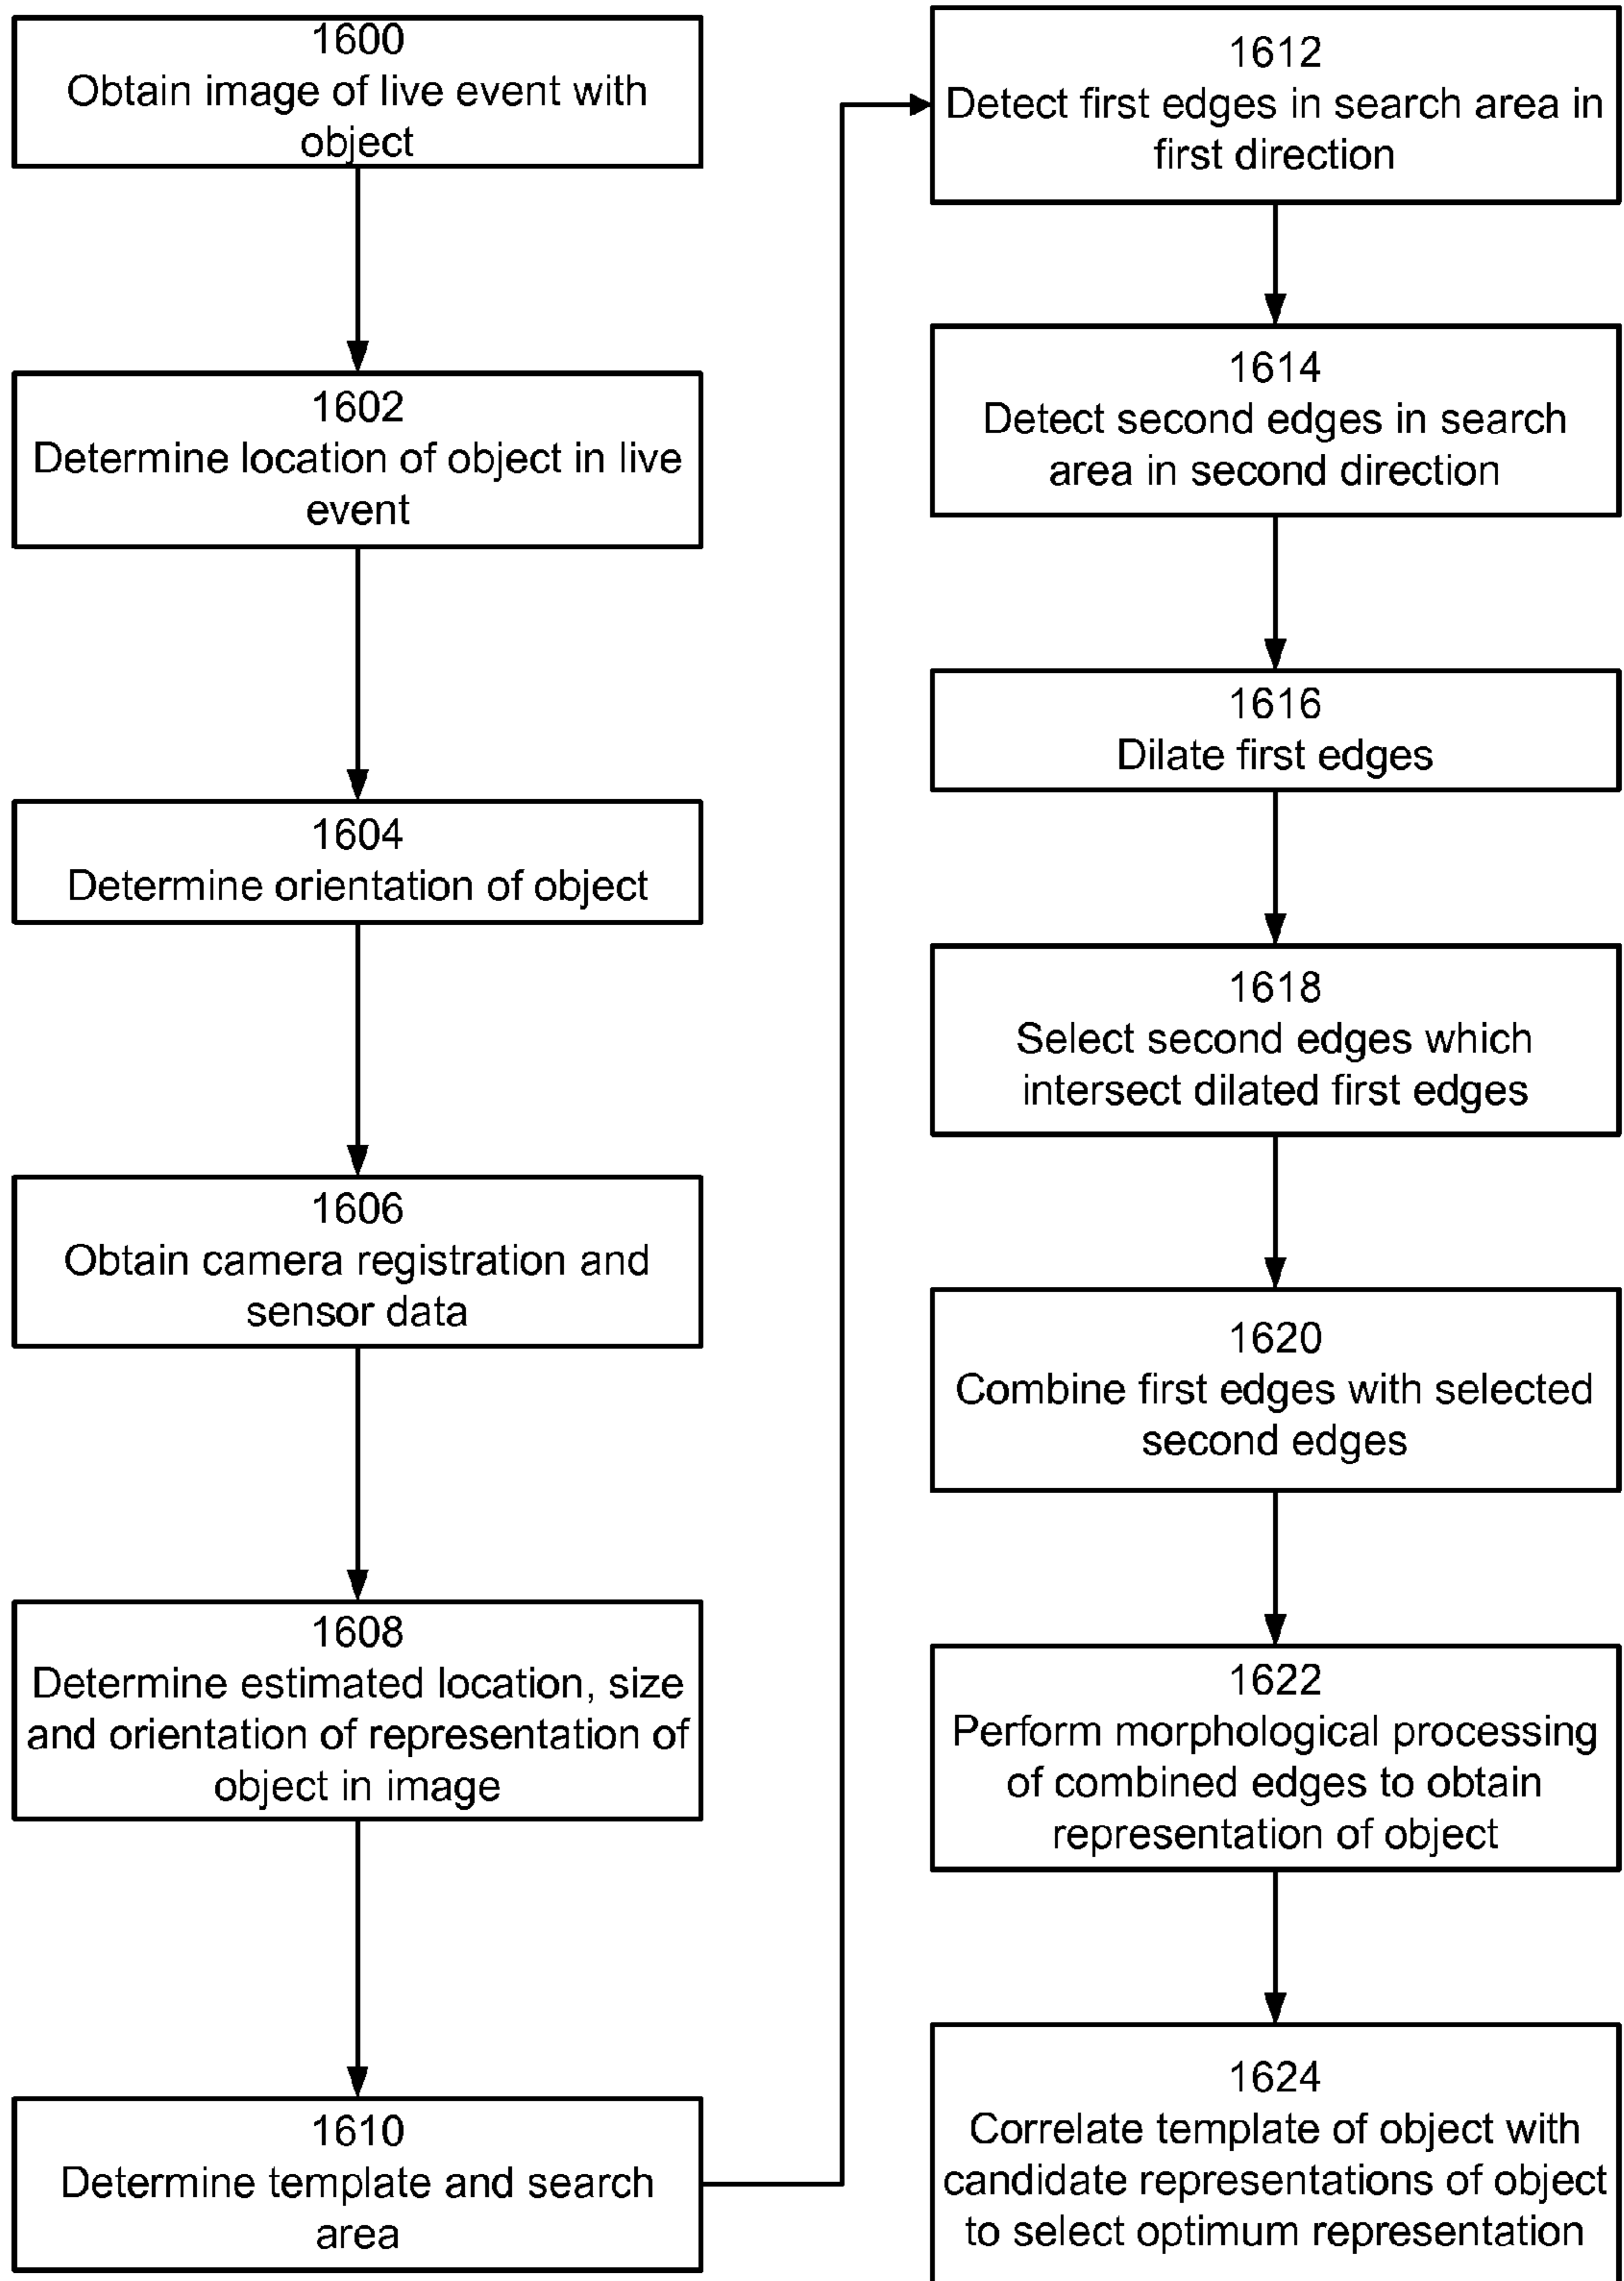 1600
Obtain image of live event with
object
1602
Determine location of object in live
event
1604
Determine orientation of object
1606
Obtain camera registration and
sensor data
1608
Determine estimated location, size
and orientation of representation of
object in image
1610
Determine template and search
area
1612
Detect first edges in search area in
first direction
1614
Detect second edges in search
area in second direction
1616
Dilate first edges
1618
Select second edges which
intersect dilated first edges
1620
Combine first edges with selected
second edges
1622
Perform morphological processing
of combined edges to obtain
representation of object
1624
Correlate template of object with
candidate representations of object
to select optimum representation